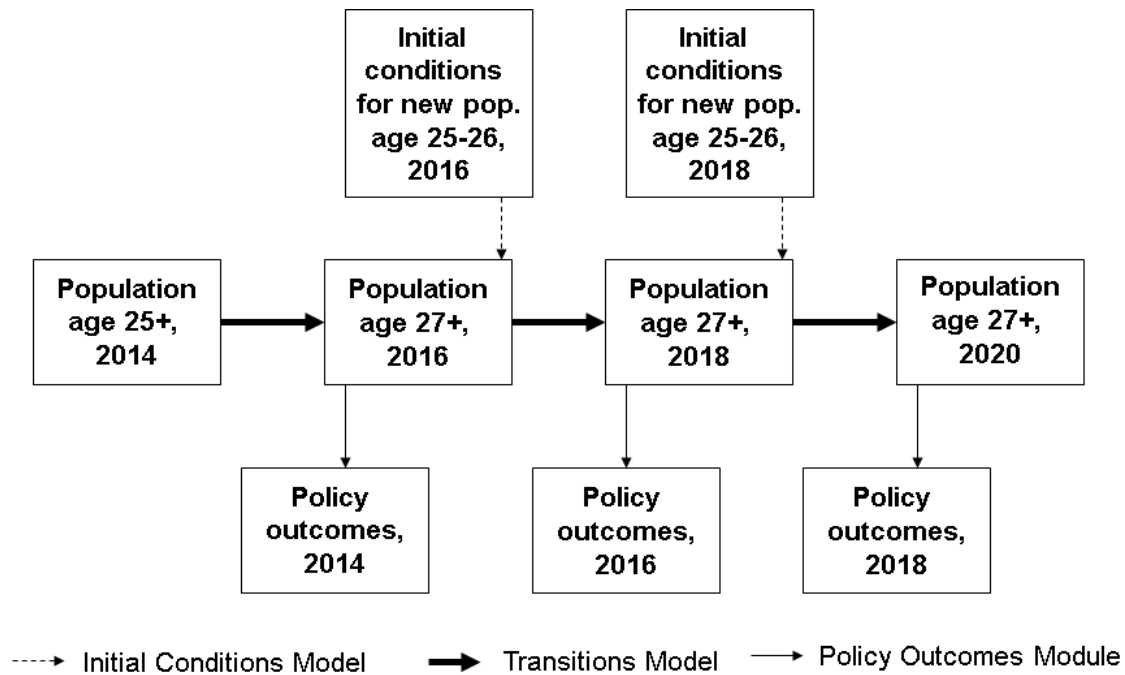 Initial
conditions
for new pop.
age 25-26,
2016
Initial
conditions
for new pop.
age 25-26,
2018
Population
age 25+,
2014
Population
age 27+,
2016
Population
age 27+,
2018
Population
age 27+,
2020
Policy
outcomes,
2014
Policy
outcomes,
2016
Policy
outcomes,
2018
Initial Conditions Model
Transitions Model
Policy Outcomes Module